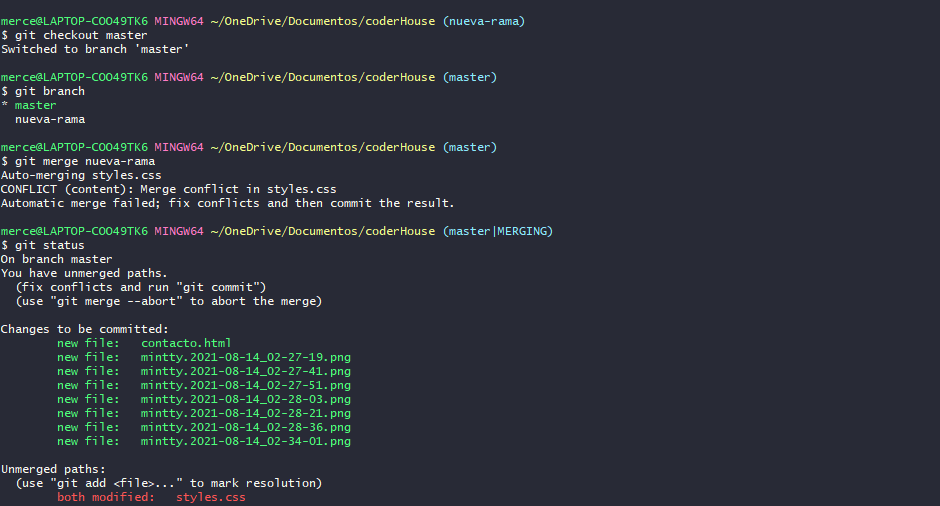 merce@LAPTOP-COO49TK6 MINGW64 ~/OneDrive/Documentos/coderHouse (nueva-rama)
$ git checkout master
Switched to branch 'master'
merce@LAPTOP-COO49TK6 MINGW64 ~/OneDrive/Documentos/coderHouse (master)
$ git branch
* master
  nueva-rama
merce@LAPTOP-COO49TK6 MINGW64 ~/OneDrive/Documentos/coderHouse (master)
$ git merge nueva-rama
Auto-merging styles.css
CONFLICT (content): Merge conflict in styles.css
Automatic merge failed; fix conflicts and then commit the result.
merce@LAPTOP-COO49TK6 MINGW64 ~/OneDrive/Documentos/coderHouse (master|MERGING)
$ git status
On branch master
You have unmerged paths.
  (fix conflicts and run "git commit")
  (use "git merge --abort" to abort the merge)
Changes to be committed:
        new file:   contacto.html
        new file:   mintty.2021-08-14_02-27-19.png
        new file:   mintty.2021-08-14_02-27-41.png
        new file:   mintty.2021-08-14_02-27-51.png
        new file:   mintty.2021-08-14_02-28-03.png
        new file:   mintty.2021-08-14_02-28-21.png
        new file:   mintty.2021-08-14_02-28-36.png
        new file:   mintty.2021-08-14_02-34-01.png
Unmerged paths:
  (use "git add <file>..." to mark resolution)
        both modified:   styles.css